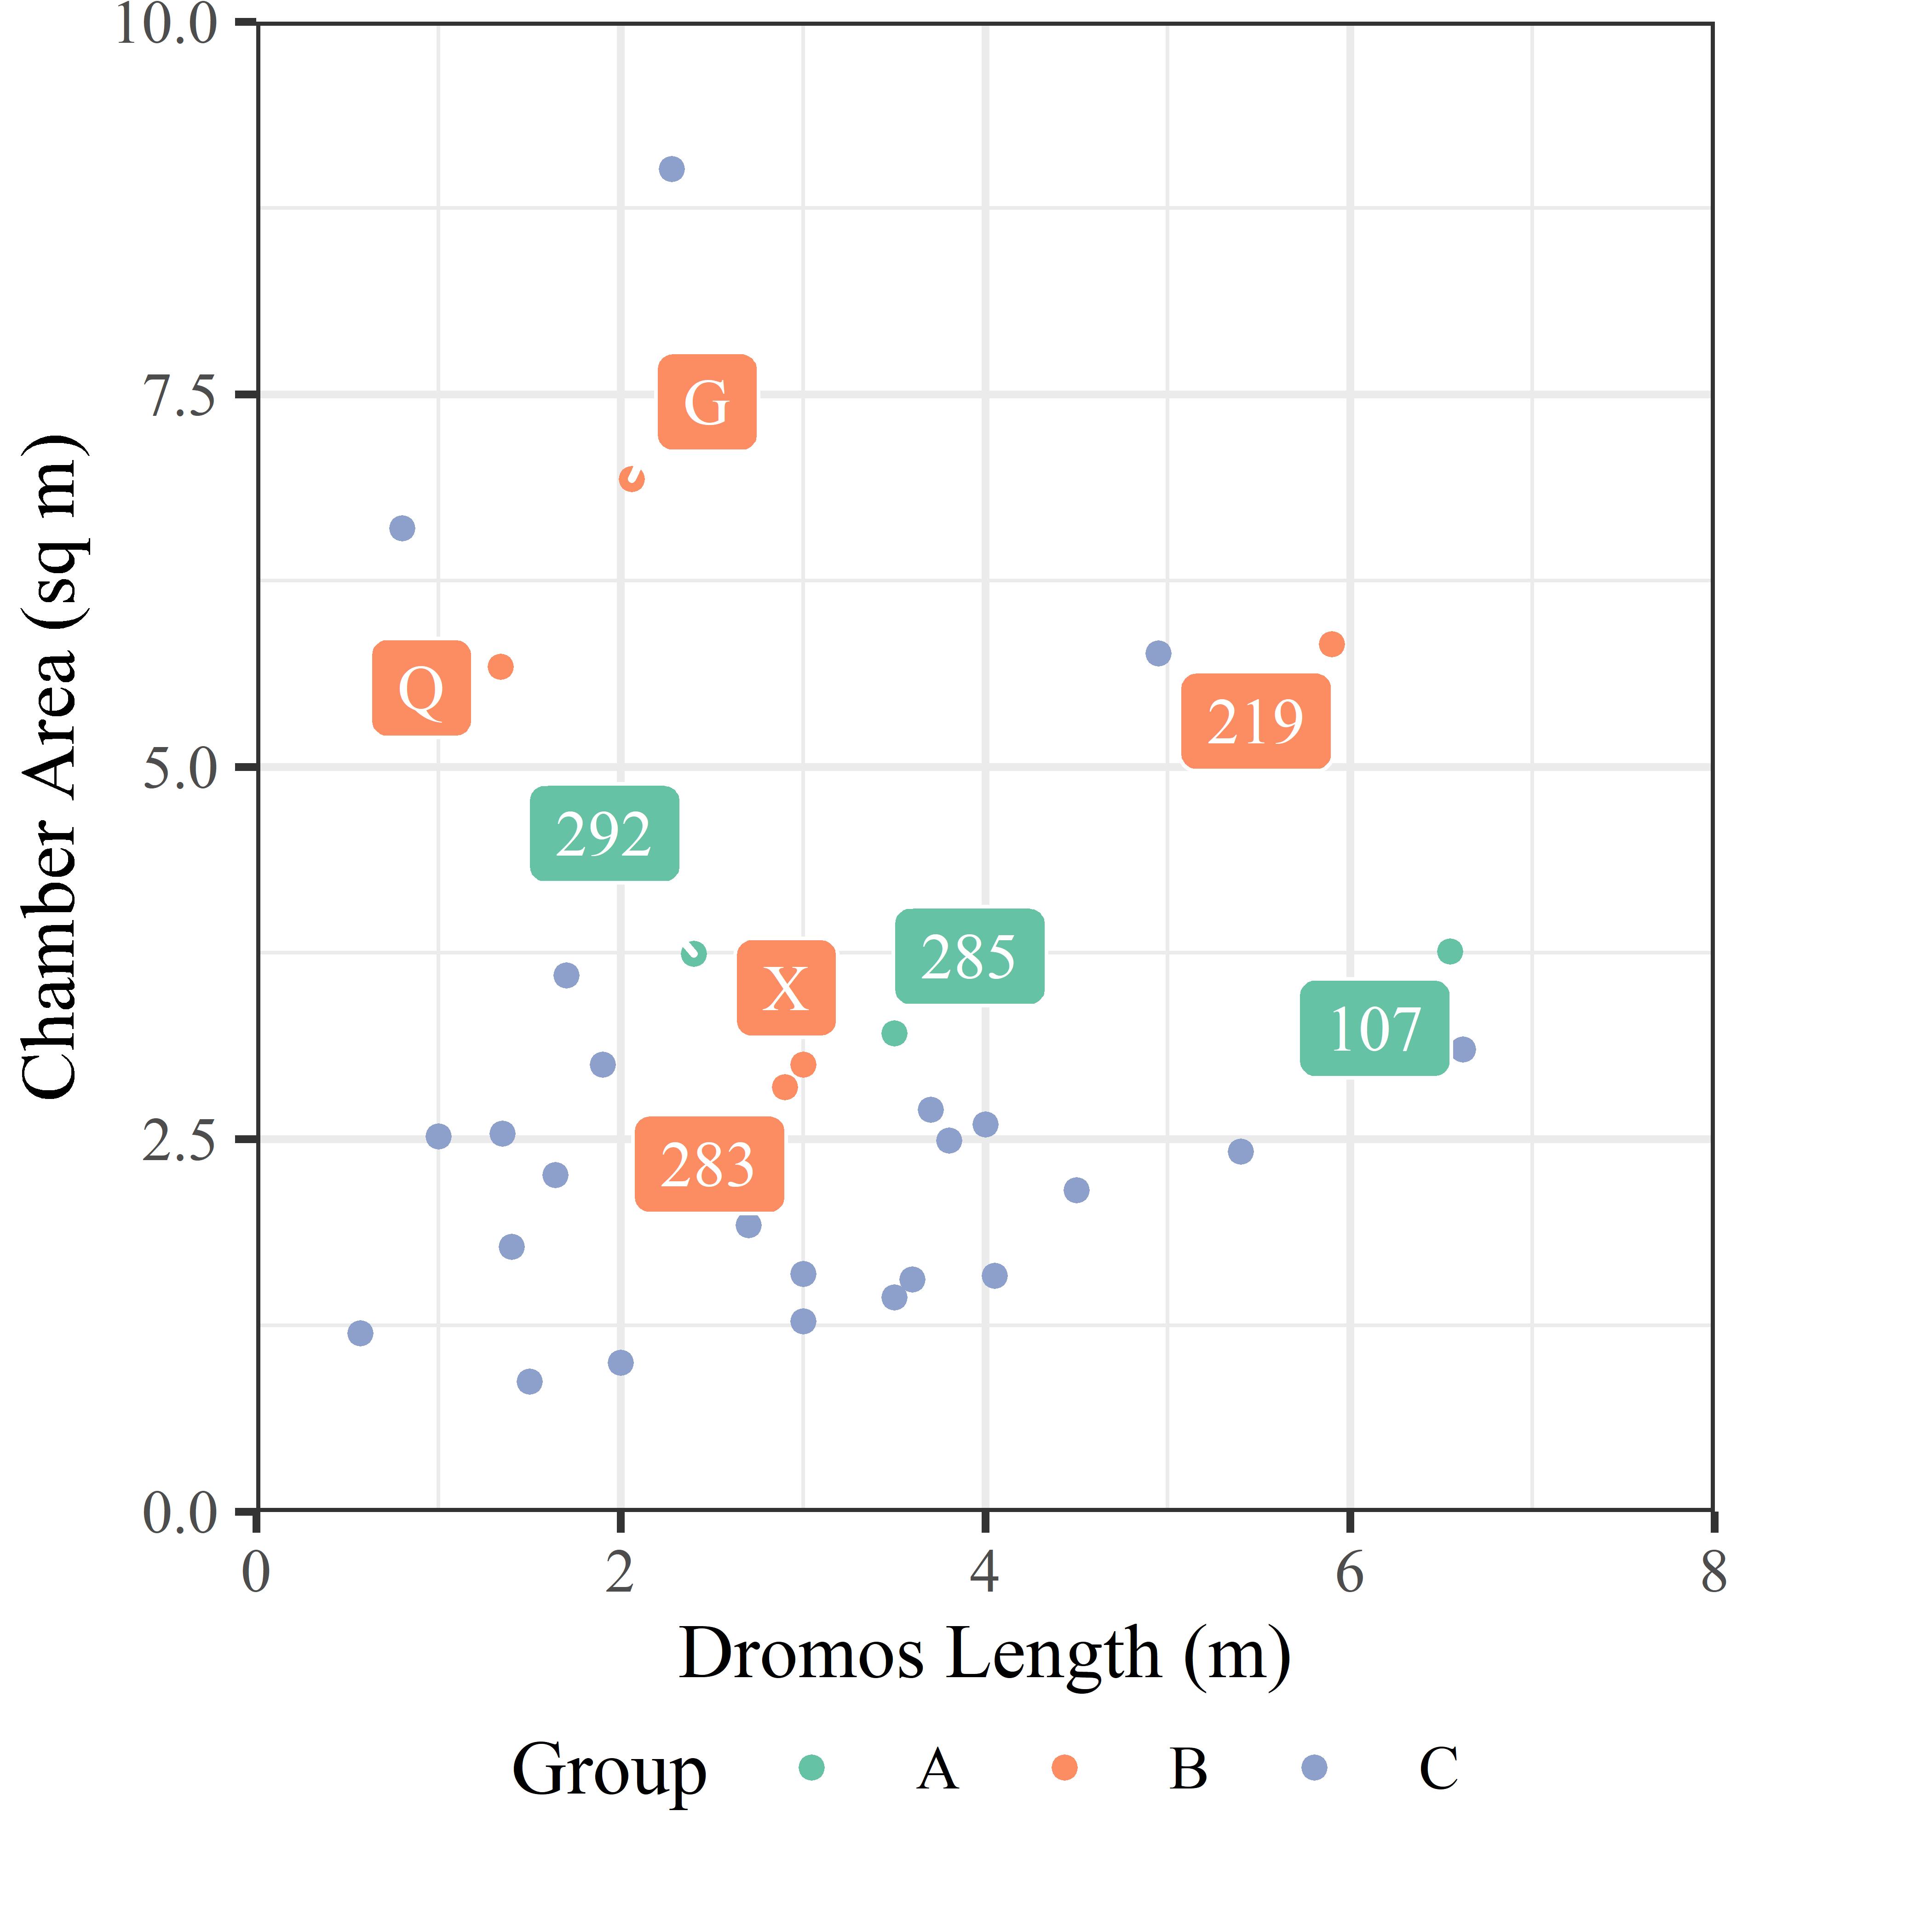 10.0
7.5
5.0
2.5
0.0
Chamber Area (sq m)
G
Q
219
292
285
X
107
283
0 2 4 6 8
Dromos Length (m)
Group A B C